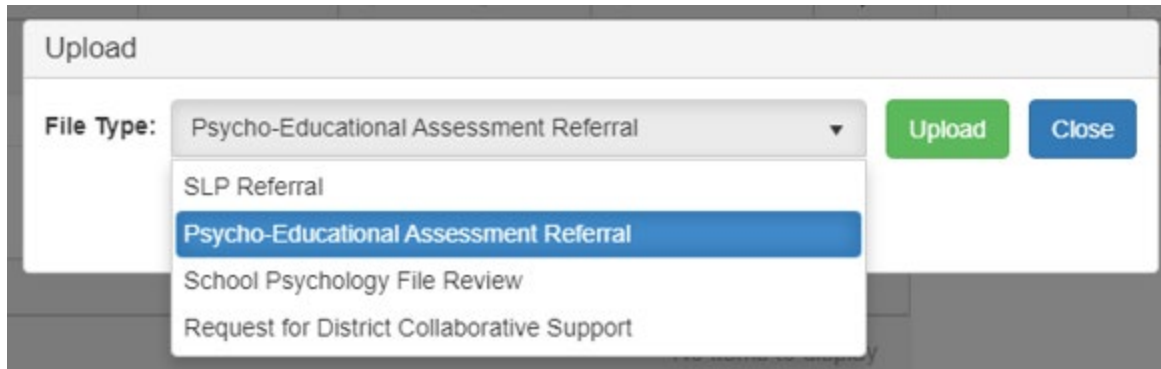 Upload
File Type: Psycho-Educational Assessment Referral Upload Close
SLP Referral
Psycho-Educational Assessment Referral
School Psychology File Review
Request for District Collaborative Support